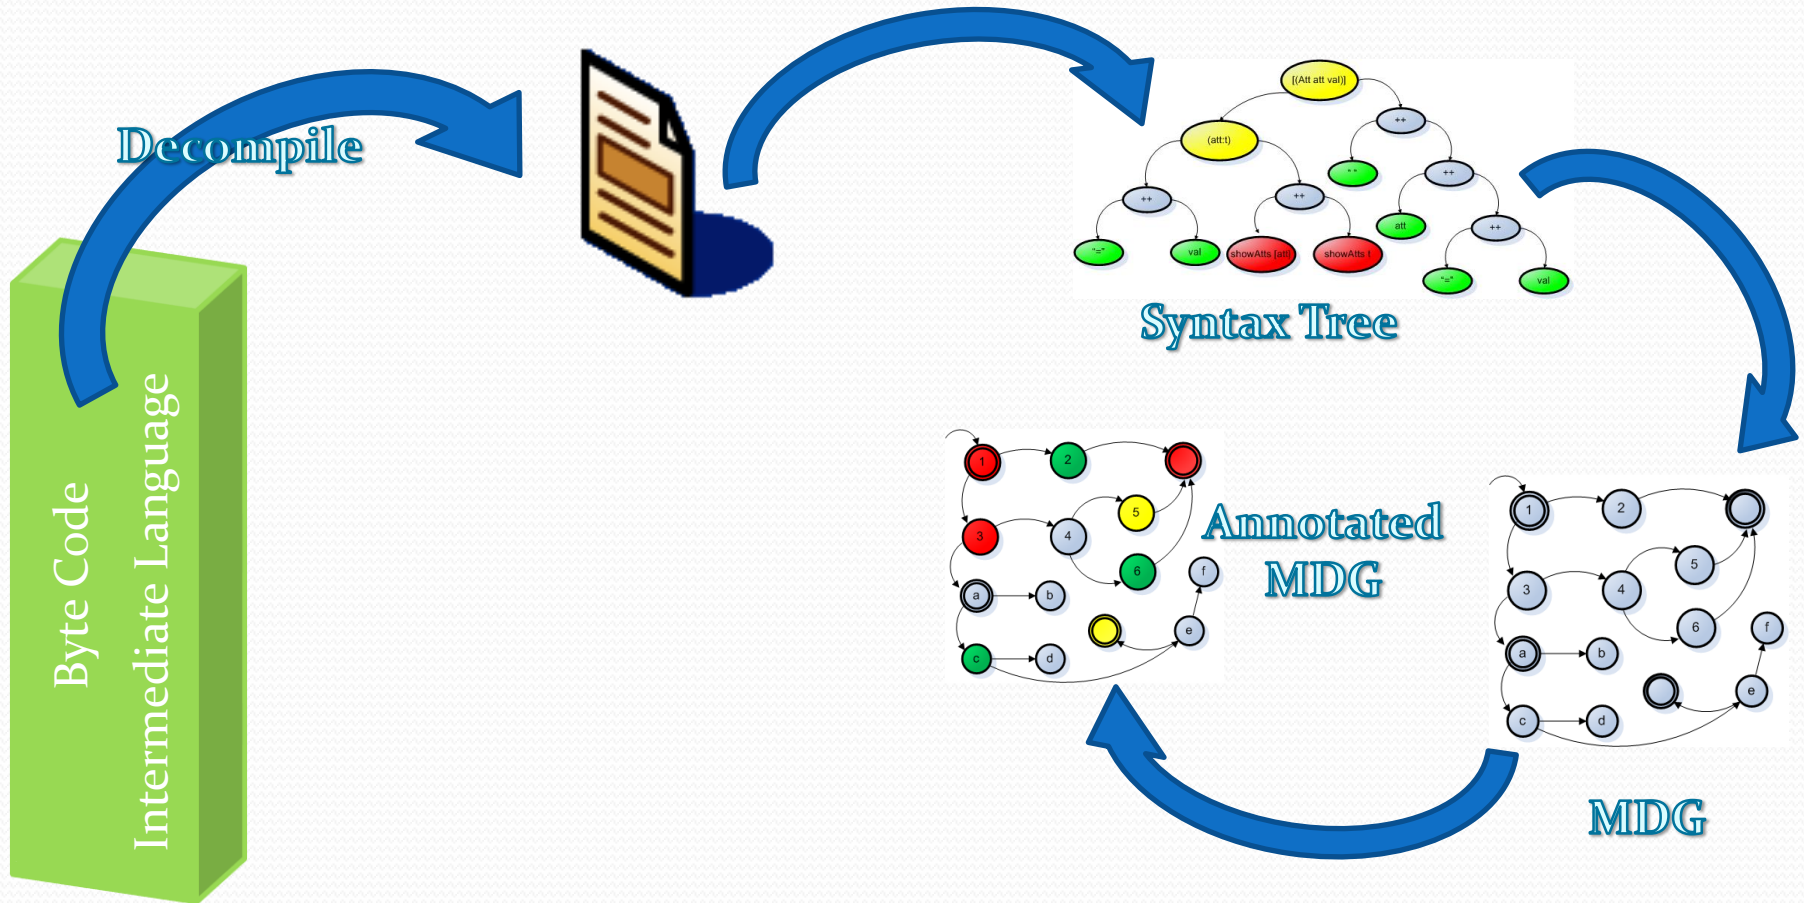 Decompile
Byte Code
Intermediate Language
[(Att att val)]
++
(att:t)
" "
++
++
++
att
++
"="
val
showAtts [att]
showAtts t
"="
val
Syntax Tree
1
2
3
4
5
6
a
b
c
d
e
f
Annotated
MDG
1
2
3
4
5
6
a
b
c
d
e
f
MDG